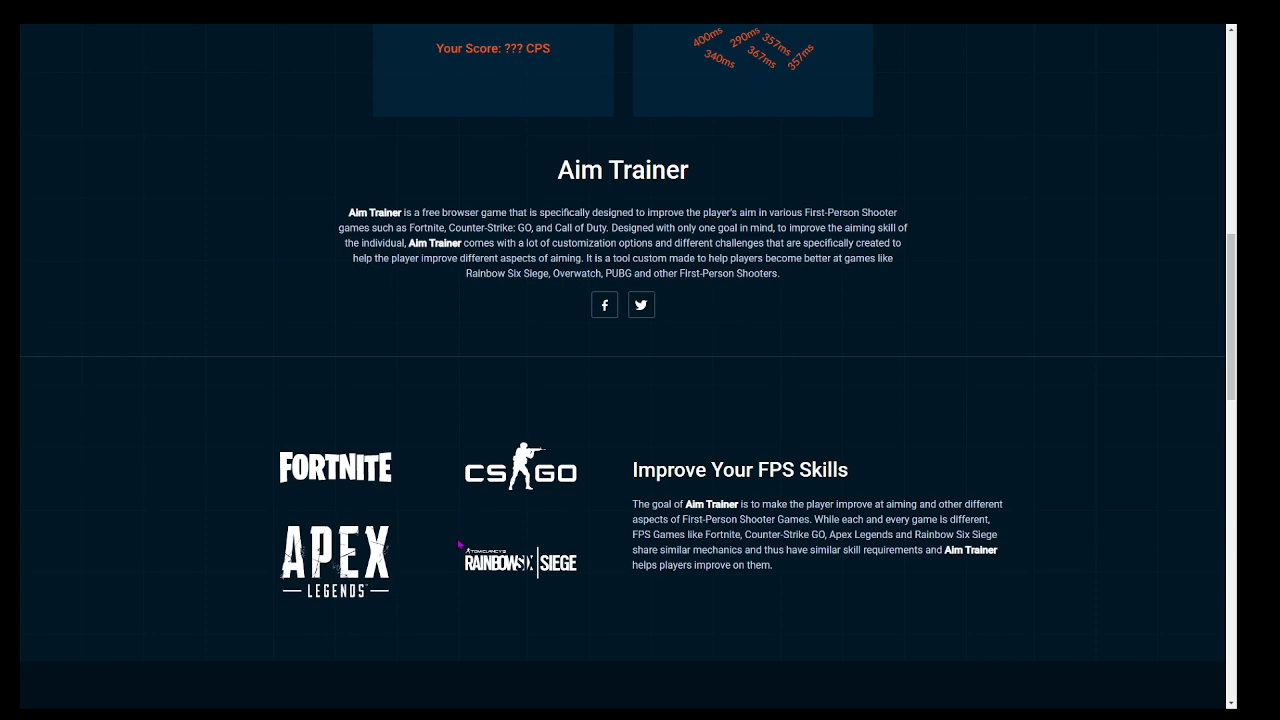 Your Score: ??? CPS
400ms
290ms
357ms
340ms
367ms
357ms
Aim Trainer
Aim Trainer is a free browser game that is specifically designed to improve the player's aim in various First-Person Shooter
games such as Fortnite, Counter-Strike: GO, and Call of Duty. Designed with only one goal in mind, to improve the aiming skill of
the individual, Aim Trainer comes with a lot of customization options and different challenges that are specifically created to
help the player improve different aspects of aiming. It is a tool custom made to help players become better at games like
Rainbow Six Siege, Overwatch, PUBG and other First-Person Shooters.
FORTNITE
CS GO
APEX
LEGENDS
TOM CLANCY'S
RAINBOW SIX | SIEGE
Improve Your FPS Skills
The goal of Aim Trainer is to make the player improve at aiming and other different
aspects of First-Person Shooter Games. While each and every game is different,
FPS Games like Fortnite, Counter-Strike GO, Apex Legends and Rainbow Six Siege
share similar mechanics and thus have similar skill requirements and Aim Trainer
helps players improve on them.